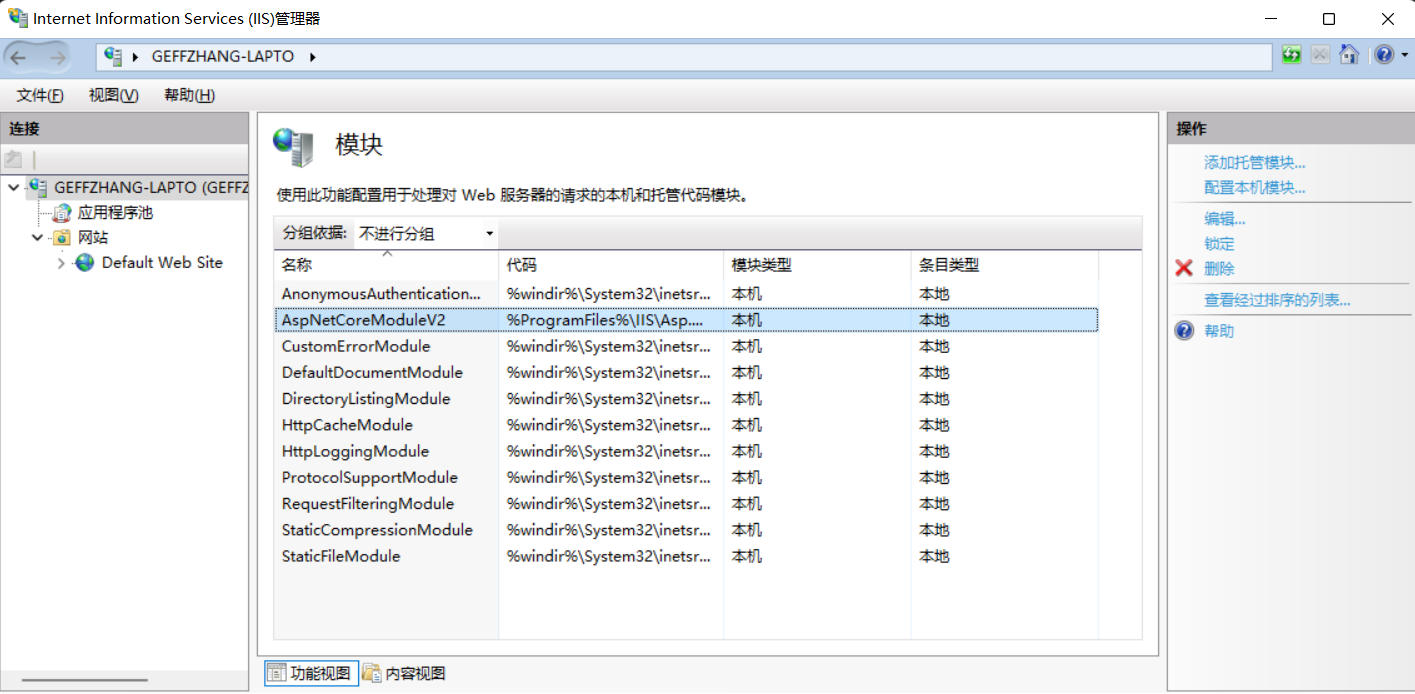 Internet Information Services (IIS)管理器
GEFFZHANG-LAPTO
文件(F) 视图(V) 帮助(H)
连接
GEFFZHANG-LAPTO (GEFFZ
应用程序池
网站
Default Web Site
模块
使用此功能配置用于处理对 Web 服务器的请求的本机和托管代码模块。
分组依据: 不进行分组
名称 代码 模块类型 条目类型
AnonymousAuthentication... %windir%\System32\inetsr... 本机 本地
AspNetCoreModuleV2 %ProgramFiles%\IIS\Asp.... 本机 本地
CustomErrorModule %windir%\System32\inetsr... 本机 本地
DefaultDocumentModule %windir%\System32\inetsr... 本机 本地
DirectoryListingModule %windir%\System32\inetsr... 本机 本地
HttpCacheModule %windir%\System32\inetsr... 本机 本地
HttpLoggingModule %windir%\System32\inetsr... 本机 本地
ProtocolSupportModule %windir%\System32\inetsr... 本机 本地
RequestFilteringModule %windir%\System32\inetsr... 本机 本地
StaticCompressionModule %windir%\System32\inetsr... 本机 本地
StaticFileModule %windir%\System32\inetsr... 本机 本地
功能视图 内容视图
操作
添加托管模块...
配置本机模块...
编辑...
锁定
删除
查看经过排序的列表...
帮助